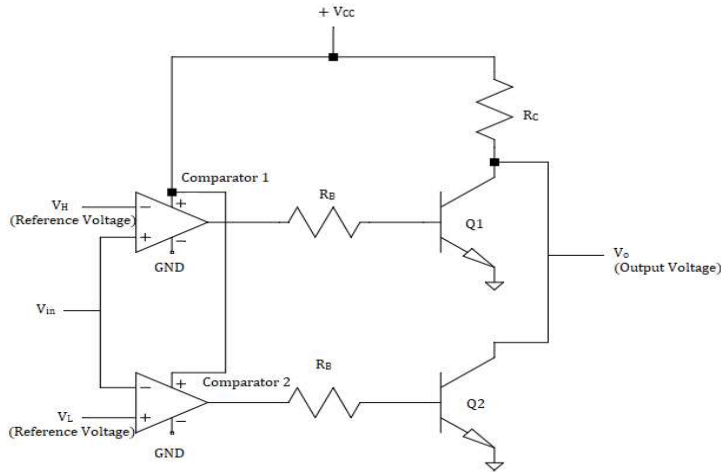 + VCC
RC
Comparator 1
VH
(Reference Voltage)
−
+
+
−
RB
Q1
GND
Vo
(Output Voltage)
Vin
RB
Comparator 2
−
+
+
−
Q2
VL
(Reference Voltage)
GND